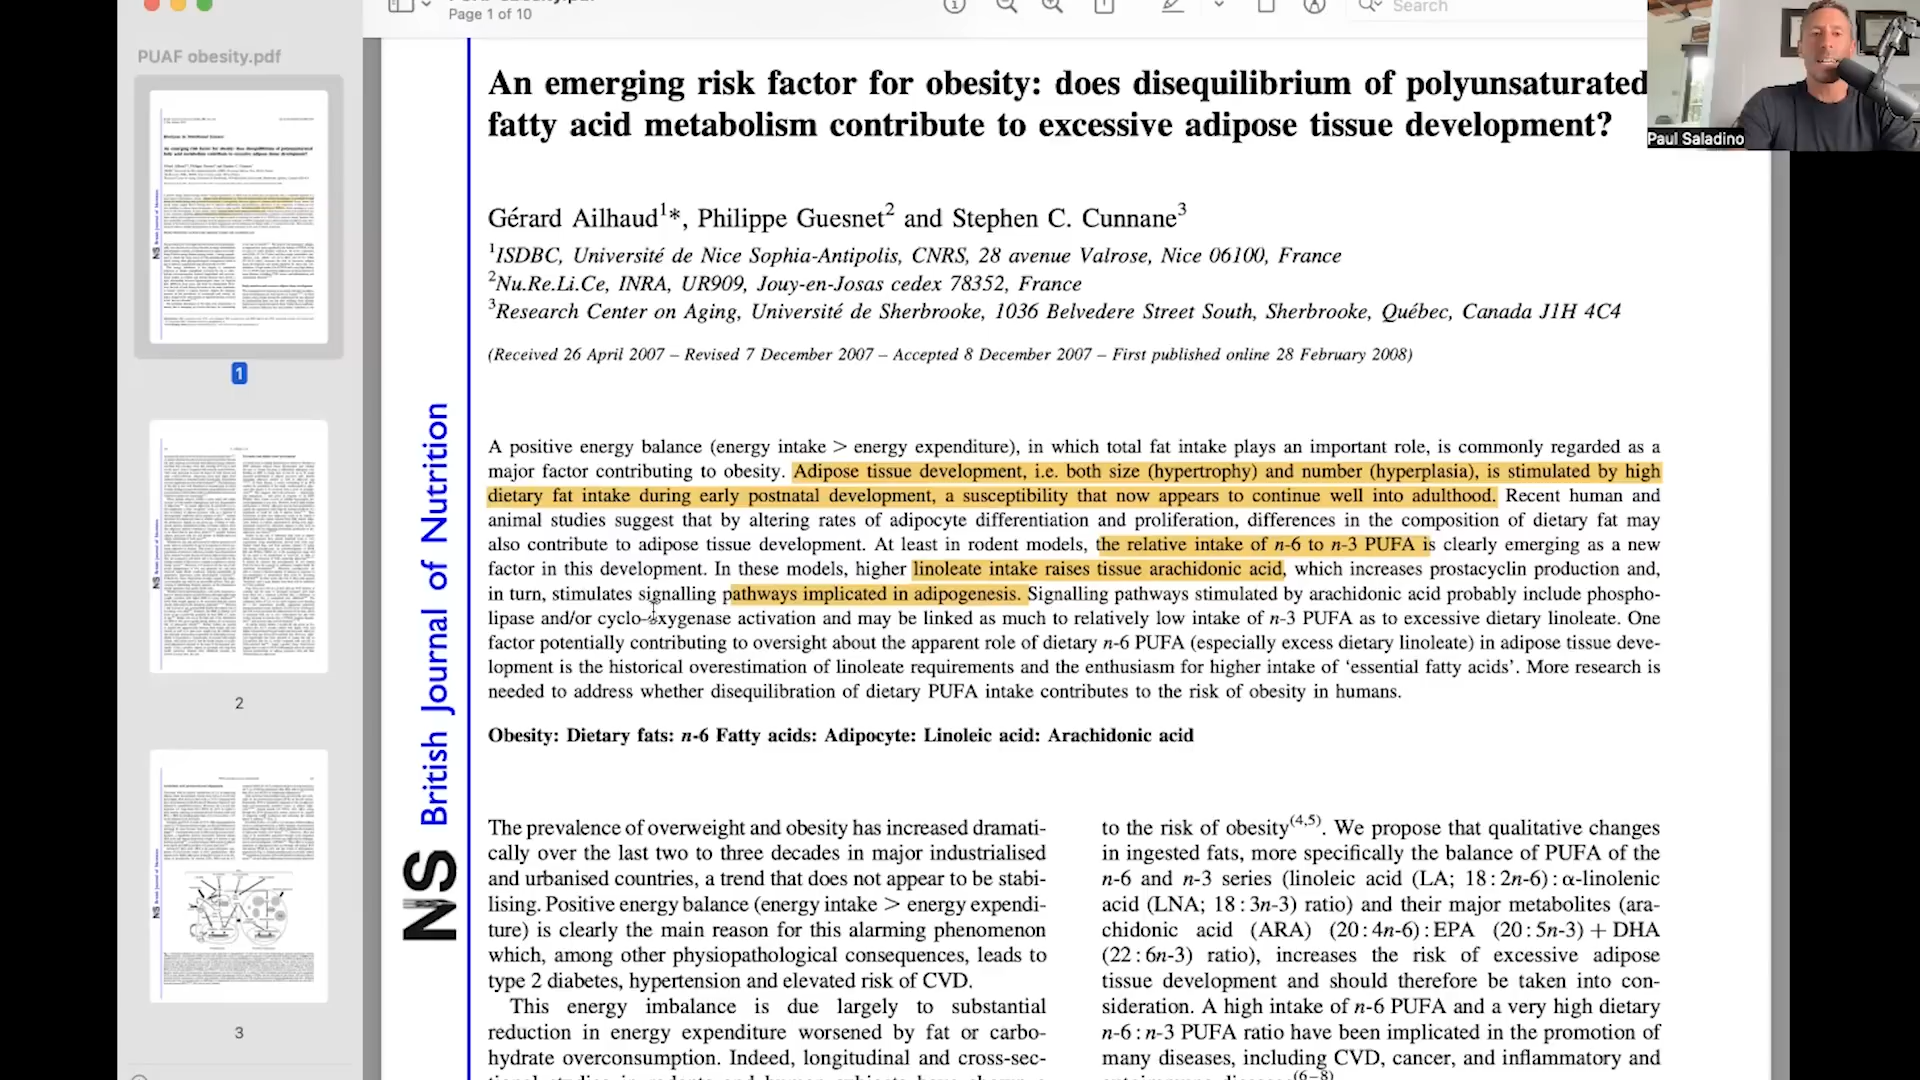 Page 1 of 10
Search
PUAF obesity.pdf
1
2
3
Paul Saladino
An emerging risk factor for obesity: does disequilibrium of polyunsaturated
fatty acid metabolism contribute to excessive adipose tissue development?
Gérard Ailhaud1*, Philippe Guesnet2 and Stephen C. Cunnane3
1ISDBC, Université de Nice Sophia-Antipolis, CNRS, 28 avenue Valrose, Nice 06100, France
2Nu.Re.Li.Ce, INRA, UR909, Jouy-en-Josas cedex 78352, France
3Research Center on Aging, Université de Sherbrooke, 1036 Belvedere Street South, Sherbrooke, Québec, Canada J1H 4C4
(Received 26 April 2007 – Revised 7 December 2007 – Accepted 8 December 2007 – First published online 28 February 2008)
A positive energy balance (energy intake > energy expenditure), in which total fat intake plays an important role, is commonly regarded as a
major factor contributing to obesity. Adipose tissue development, i.e. both size (hypertrophy) and number (hyperplasia), is stimulated by high
dietary fat intake during early postnatal development, a susceptibility that now appears to continue well into adulthood. Recent human and
animal studies suggest that by altering rates of adipocyte differentiation and proliferation, differences in the composition of dietary fat may
also contribute to adipose tissue development. At least in rodent models, the relative intake of n-6 to n-3 PUFA is clearly emerging as a new
factor in this development. In these models, higher linoleate intake raises tissue arachidonic acid, which increases prostacyclin production and,
in turn, stimulates signalling pathways implicated in adipogenesis. Signalling pathways stimulated by arachidonic acid probably include phospho-
lipase and/or cyclo-oxygenase activation and may be linked as much to relatively low intake of n-3 PUFA as to excessive dietary linoleate. One
factor potentially contributing to oversight about the apparent role of dietary n-6 PUFA (especially excess dietary linoleate) in adipose tissue deve-
lopment is the historical overestimation of linoleate requirements and the enthusiasm for higher intake of ‘essential fatty acids’. More research is
needed to address whether disequilibration of dietary PUFA intake contributes to the risk of obesity in humans.
Obesity: Dietary fats: n-6 Fatty acids: Adipocyte: Linoleic acid: Arachidonic acid
NS British Journal of Nutrition
The prevalence of overweight and obesity has increased dramati-
cally over the last two to three decades in major industrialised
and urbanised countries, a trend that does not appear to be stabi-
lising. Positive energy balance (energy intake > energy expendi-
ture) is clearly the main reason for this alarming phenomenon
which, among other physiopathological consequences, leads to
type 2 diabetes, hypertension and elevated risk of CVD.
This energy imbalance is due largely to substantial
reduction in energy expenditure worsened by fat or carbo-
hydrate overconsumption. Indeed, longitudinal and cross-sec-
to the risk of obesity(4,5). We propose that qualitative changes
in ingested fats, more specifically the balance of PUFA of the
n-6 and n-3 series (linoleic acid (LA; 18:2n-6):α-linolenic
acid (LNA; 18:3n-3) ratio) and their major metabolites (ara-
chidonic acid (ARA) (20:4n-6):EPA (20:5n-3)+DHA
(22:6n-3) ratio), increases the risk of excessive adipose
tissue development and should therefore be taken into con-
sideration. A high intake of n-6 PUFA and a very high dietary
n-6:n-3 PUFA ratio have been implicated in the promotion of
many diseases, including CVD, cancer, and inflammatory and